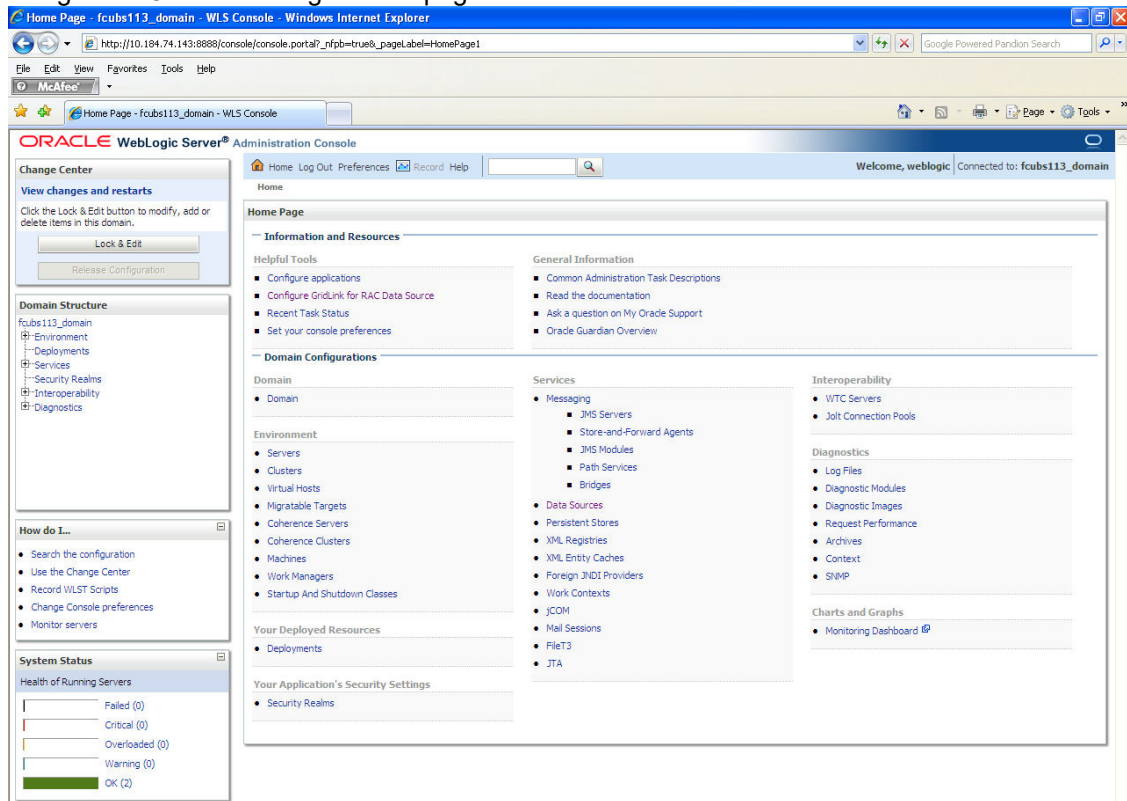 Home Page - fcubs113_domain - WLS Console - Windows Internet Explorer
http://10.184.74.143:8888/console/console.portal?_nfpb=true&_pageLabel=HomePage1
Google Powered Pandion Search
File Edit View Favorites Tools Help
McAfee
Home Page - fcubs113_domain - WLS Console
Page Tools
ORACLE WebLogic Server® Administration Console
Change Center
View changes and restarts
Click the Lock & Edit button to modify, add or
delete items in this domain.
Lock & Edit
Release Configuration
Domain Structure
fcubs113_domain
Environment
Deployments
Services
Security Realms
Interoperability
Diagnostics
How do I...
Search the configuration
Use the Change Center
Record WLST Scripts
Change Console preferences
Monitor servers
System Status
Health of Running Servers
Failed (0)
Critical (0)
Overloaded (0)
Warning (0)
OK (2)
Home Log Out Preferences Record Help
Welcome, weblogic Connected to: fcubs113_domain
Home
Home Page
Information and Resources
Helpful Tools
Configure applications
Configure GridLink for RAC Data Source
Recent Task Status
Set your console preferences
General Information
Common Administration Task Descriptions
Read the documentation
Ask a question on My Oracle Support
Oracle Guardian Overview
Domain Configurations
Domain
Domain
Environment
Servers
Clusters
Virtual Hosts
Migratable Targets
Coherence Servers
Coherence Clusters
Machines
Work Managers
Startup And Shutdown Classes
Your Deployed Resources
Deployments
Your Application's Security Settings
Security Realms
Services
Messaging
JMS Servers
Store-and-Forward Agents
JMS Modules
Path Services
Bridges
Data Sources
Persistent Stores
XML Registries
XML Entity Caches
Foreign JNDI Providers
Work Contexts
jCOM
Mail Sessions
FileT3
JTA
Interoperability
WTC Servers
Jolt Connection Pools
Diagnostics
Log Files
Diagnostic Modules
Diagnostic Images
Request Performance
Archives
Context
SNMP
Charts and Graphs
Monitoring Dashboard